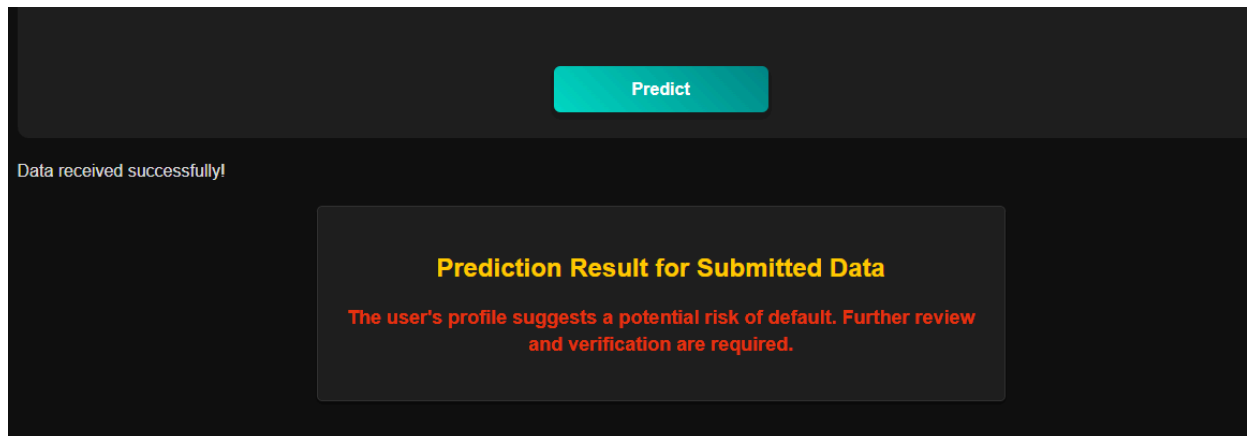 Predict
Data received successfully!
Prediction Result for Submitted Data
The user's profile suggests a potential risk of default. Further review
and verification are required.